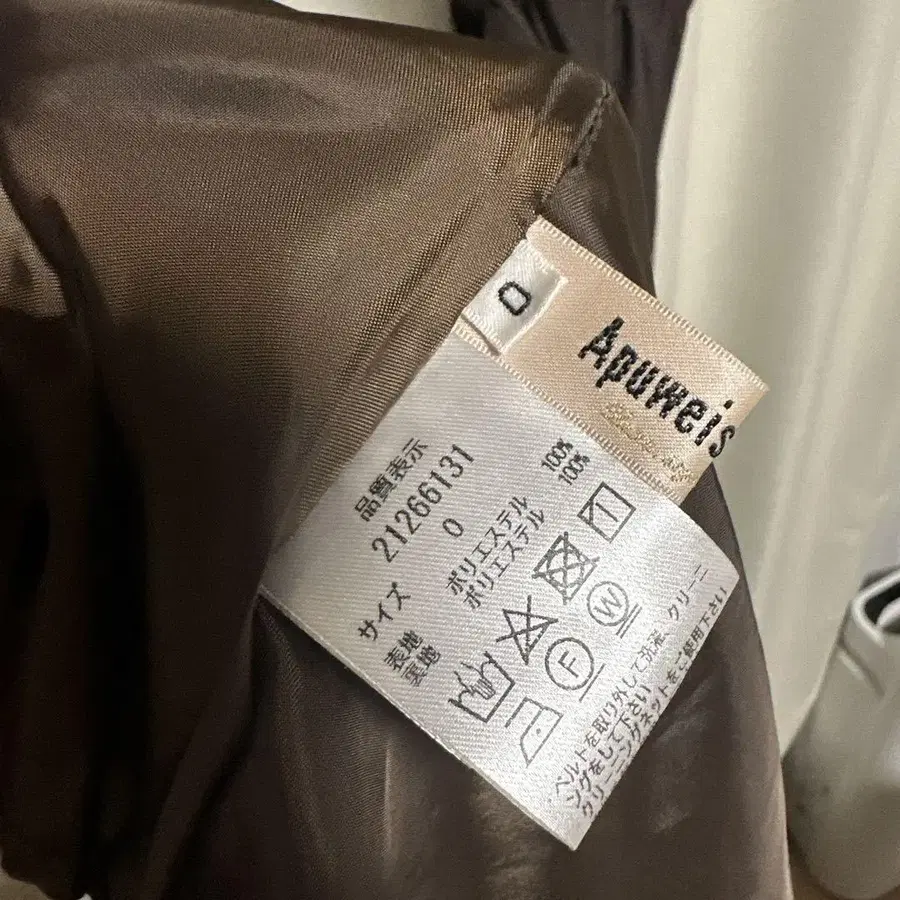 0
Apuweis
品質表示
21266131
サイズ 0
表地 ポリエステル 100%
裏地 ポリエステル 100%
F
W
・ベルトを取り外して洗濯、クリーニ
ングをして下さい
クリーニングネットをご使用下さい